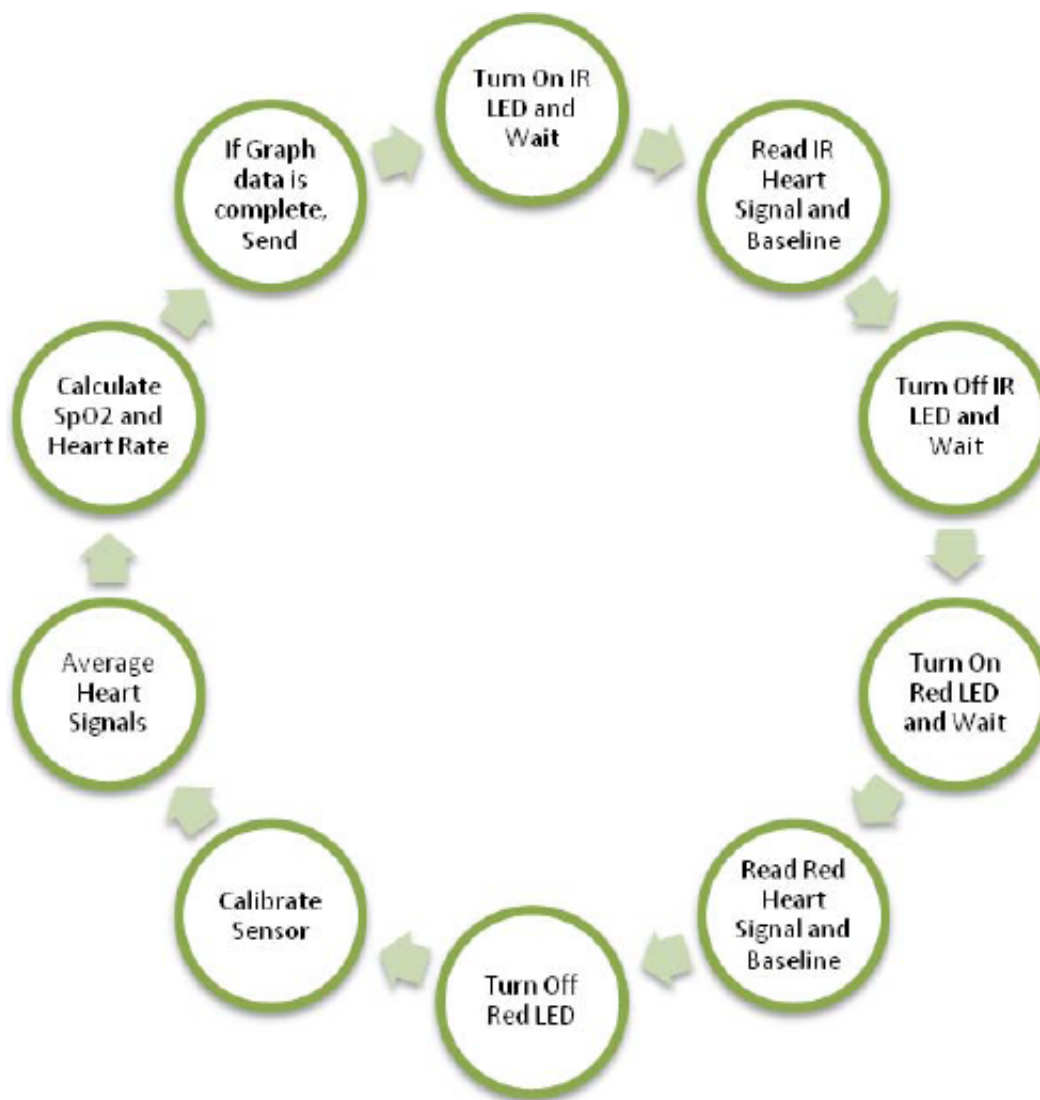 Turn On IR
LED and
Wait
Read IR
Heart
Signal and
Baseline
Turn Off IR
LED and
Wait
Turn On
Red LED
and Wait
Read Red
Heart
Signal and
Baseline
Turn Off
Red LED
Calibrate
Sensor
Average
Heart
Signals
Calculate
SpO2 and
Heart Rate
If Graph
data is
complete,
Send